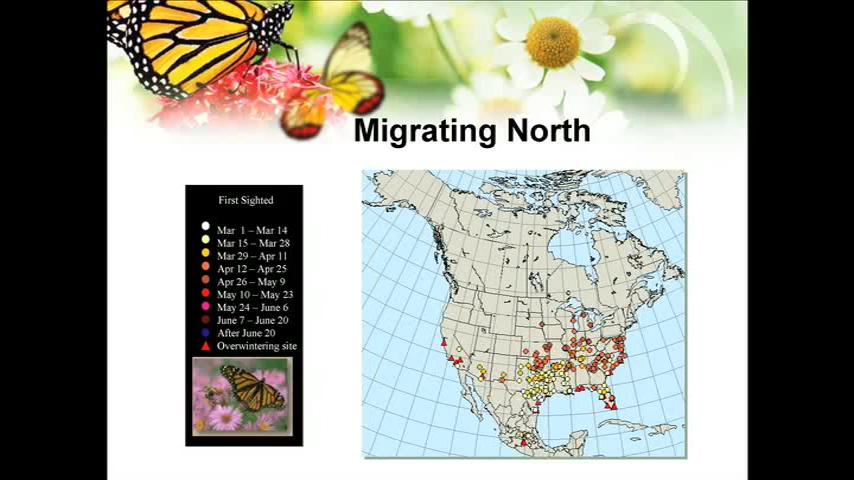 Migrating North
First Sighted
Mar 1 – Mar 14
Mar 15 – Mar 28
Mar 29 – Apr 11
Apr 12 – Apr 25
Apr 26 – May 9
May 10 – May 23
May 24 – June 6
June 7 – June 20
After June 20
Overwintering site